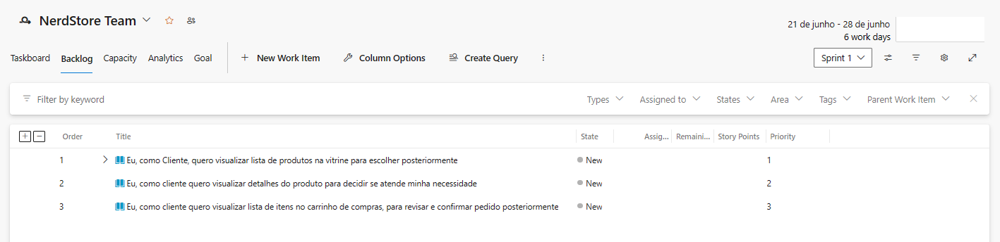 NerdStore Team
21 de junho - 28 de junho
6 work days
Taskboard Backlog Capacity Analytics Goal New Work Item Column Options Create Query Sprint 1
Filter by keyword Types Assigned to States Area Tags Parent Work Item
Order Title State Assig... Remaini... Story Points Priority
1 Eu, como Cliente, quero visualizar lista de produtos na vitrine para escolher posteriormente New 1
2 Eu, como cliente quero visualizar detalhes do produto para decidir se atende minha necessidade New 2
3 Eu, como cliente quero visualizar lista de itens no carrinho de compras, para revisar e confirmar pedido posteriormente New 3